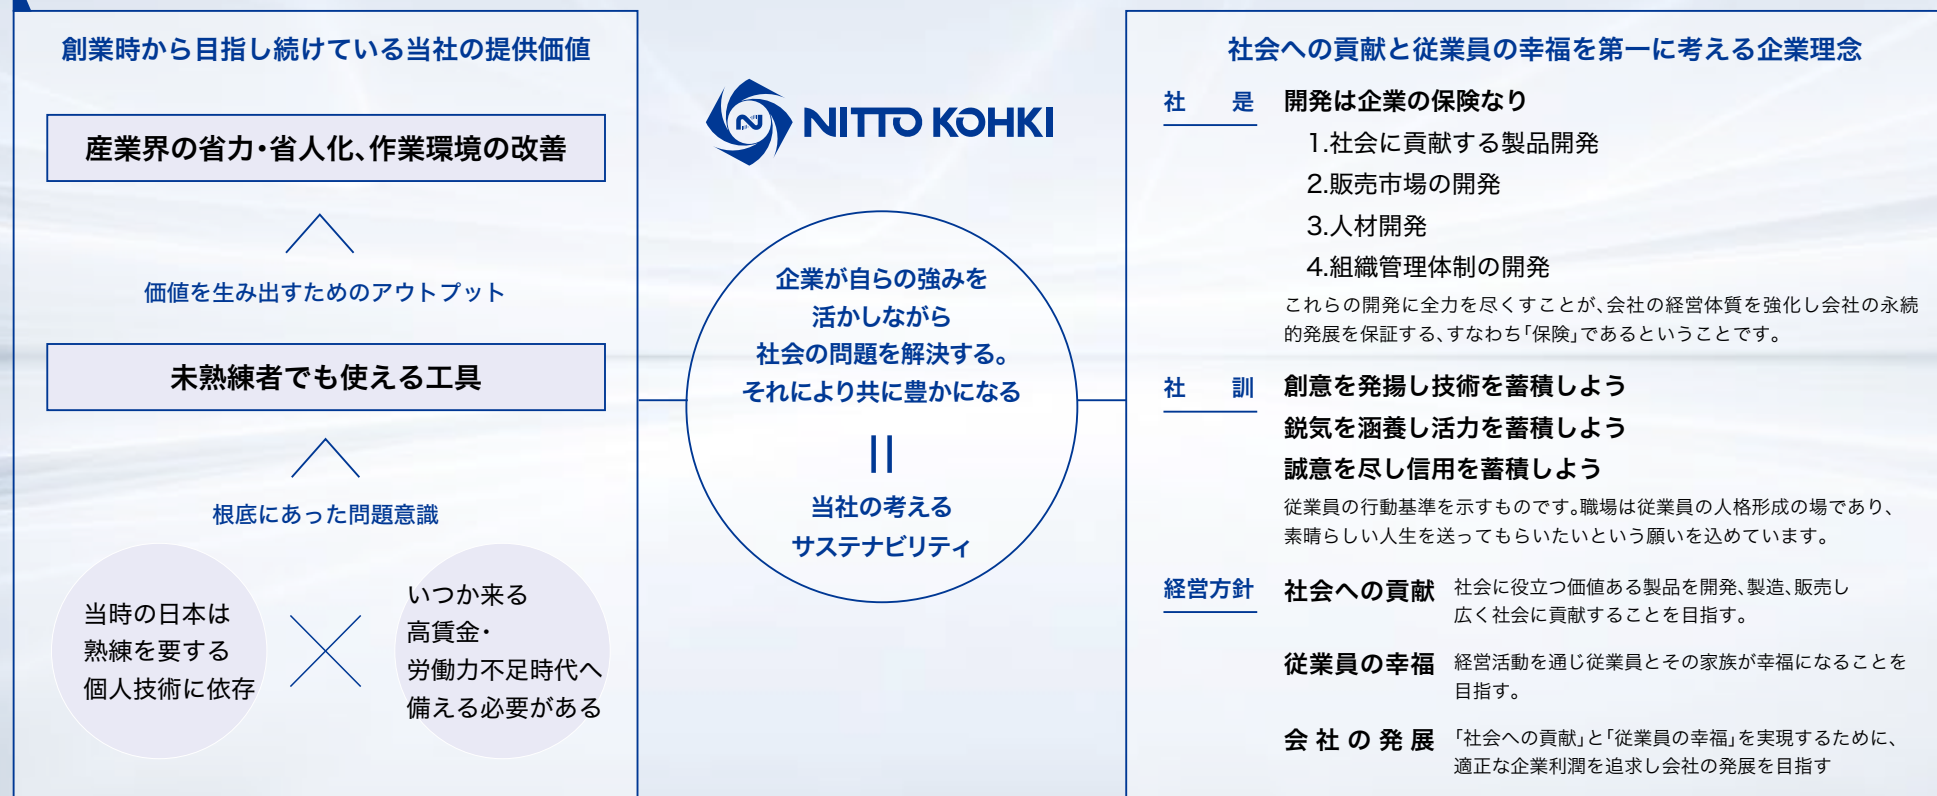 創業時から目指し続けている当社の提供価値
産業界の省力・省人化、作業環境の改善
価値を生み出すためのアウトプット
未熟練者でも使える工具
根底にあった問題意識
当時の日本は
熟練を要する
個人技術に依存
いつか来る
高賃金・
労働力不足時代へ
備える必要がある
NITTO KOHKI
企業が自らの強みを
活かしながら
社会の問題を解決する。
それにより共に豊かになる
当社の考える
サステナビリティ
社会への貢献と従業員の幸福を第一に考える企業理念
社 是 開発は企業の保険なり
1.社会に貢献する製品開発
2.販売市場の開発
3.人材開発
4.組織管理体制の開発
これらの開発に全力を尽くすことが、会社の経営体質を強化し会社の永続
的発展を保証する、すなわち「保険」であるということです。
社 訓 創意を発揚し技術を蓄積しよう
鋭気を涵養し活力を蓄積しよう
誠意を尽し信用を蓄積しよう
従業員の行動基準を示すものです。職場は従業員の人格形成の場であり、
素晴らしい人生を送ってもらいたいという願いを込めています。
経営方針 社会への貢献 社会に役立つ価値ある製品を開発、製造、販売し
広く社会に貢献することを目指す。
従業員の幸福 経営活動を通じ従業員とその家族が幸福になることを
目指す。
会社の発展 「社会への貢献」と「従業員の幸福」を実現するために、
適正な企業利潤を追求し会社の発展を目指す